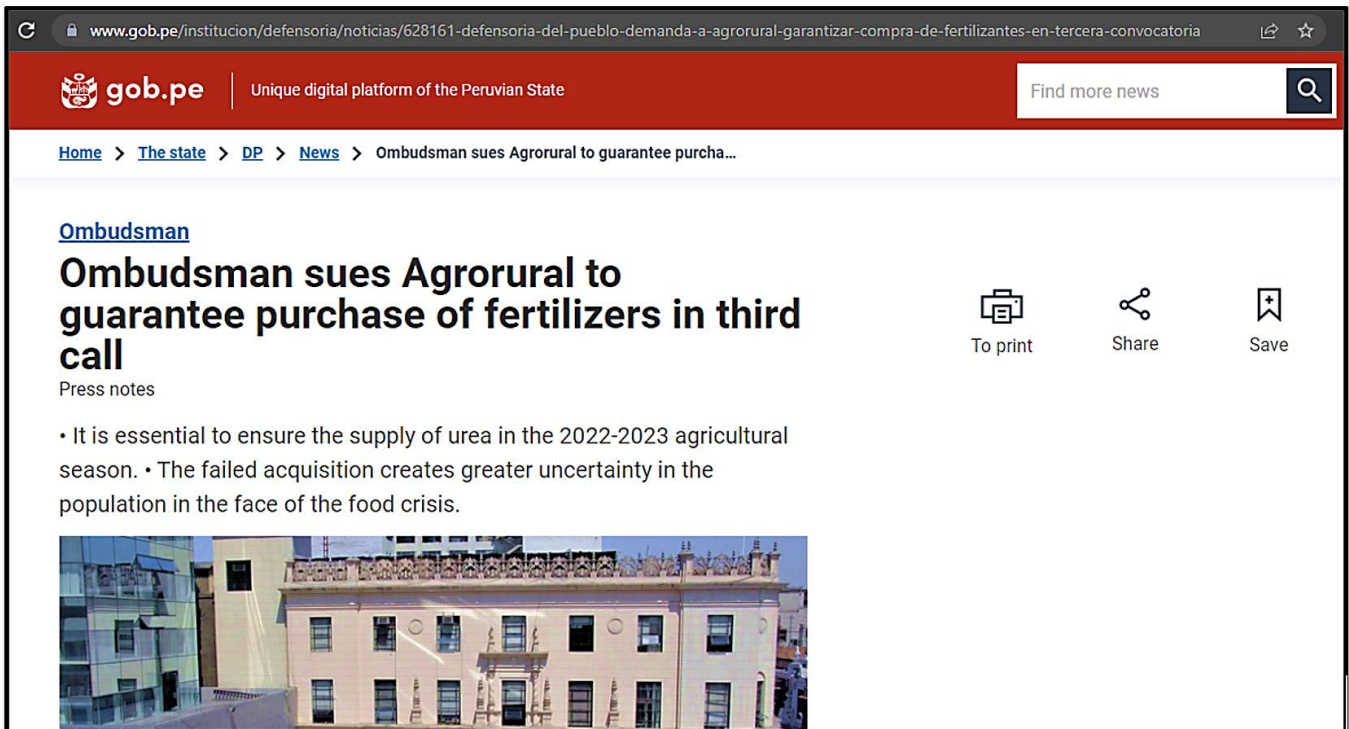 www.gob.pe/institucion/defensoria/noticias/628161-defensoria-del-pueblo-demanda-a-agrorural-garantizar-compra-de-fertilizantes-en-tercera-convocatoria
gob.pe
Unique digital platform of the Peruvian State
Find more news
Home > The state > DP > News > Ombudsman sues Agrorural to guarantee purcha...
Ombudsman
Ombudsman sues Agrorural to
guarantee purchase of fertilizers in third
call
Press notes
To print
Share
Save
• It is essential to ensure the supply of urea in the 2022-2023 agricultural
season. • The failed acquisition creates greater uncertainty in the
population in the face of the food crisis.